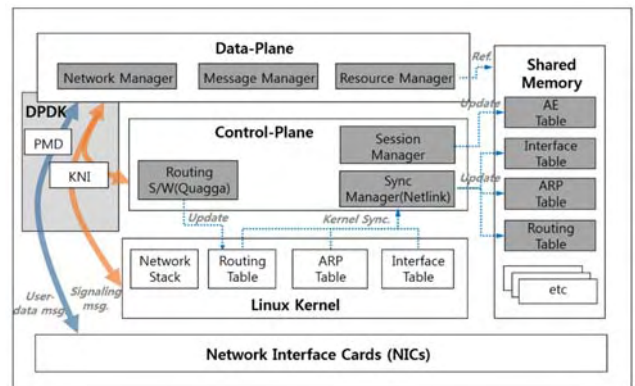 Data-Plane
Network Manager
Message Manager
Resource Manager
Ref.
Shared
Memory
DPDK
PMD
KNI
Control-Plane
Session
Manager
Routing
S/W(Quagga)
Sync
Manager(Netlink)
Update
AE
Table
Interface
Table
Update
ARP
Table
Routing
Table
etc
Update
Kernel Sync.
Network
Stack
Routing
Table
ARP
Table
Interface
Table
Linux Kernel
User-
data msg.
Signaling
msg.
Network Interface Cards (NICs)